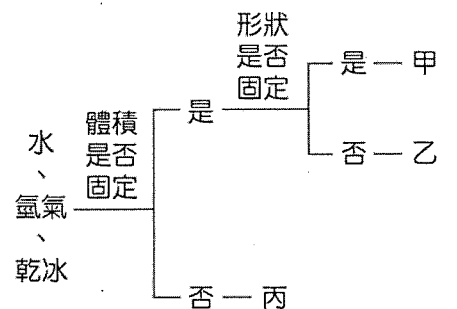 水
、
氫氣
、
乾冰
體積
是否
固定
是
形狀
是否
固定
是 — 甲
否 — 乙
否 — 丙